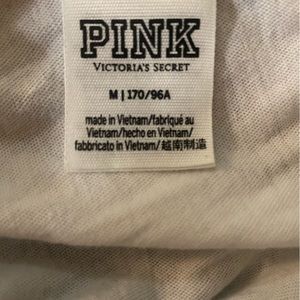 PINK
VICTORIA'S SECRET
M | 170/96A
made in Vietnam/fabriqué au
Vietnam/hecho en Vietnam/
fabbricato in Vietnam/越南制造